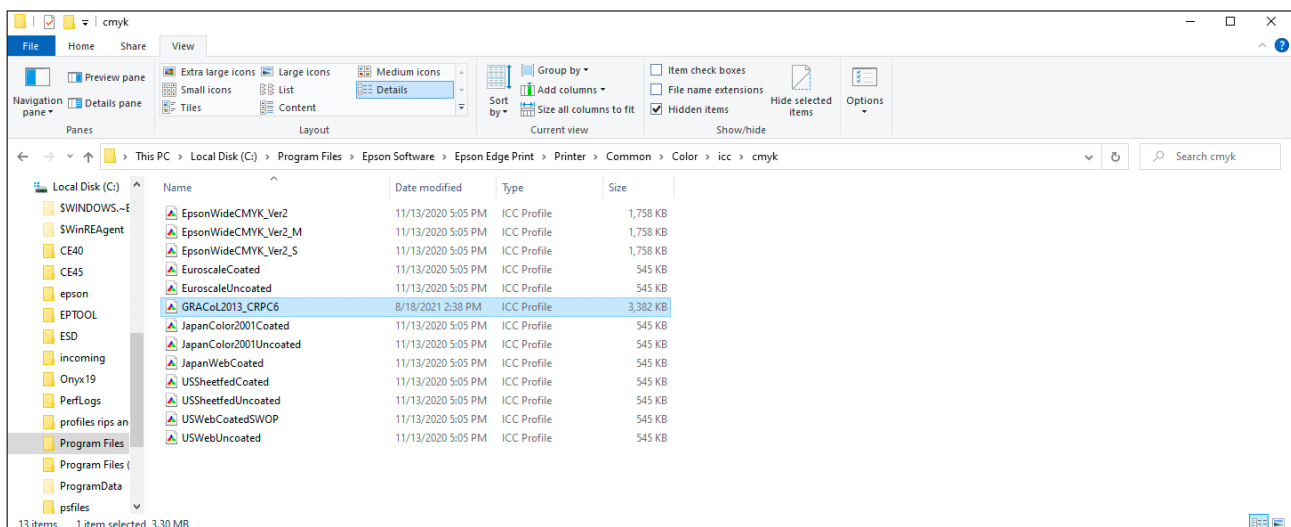 cmyk
File Home Share View
Navigation pane
Preview pane
Details pane
Panes
Extra large icons Large icons Medium icons
Small icons List Details
Tiles Content
Layout
Sort by
Group by
Add columns
Size all columns to fit
Current view
Item check boxes
File name extensions
Hidden items
Hide selected items
Show/hide
Options
This PC > Local Disk (C:) > Program Files > Epson Software > Epson Edge Print > Printer > Common > Color > icc > cmyk
Search cmyk
Local Disk (C:)
$WINDOWS.~E
$WinREAgent
CE40
CE45
epson
EPTOOL
ESD
incoming
Onyx19
PerfLogs
profiles rips an
Program Files
Program Files (
ProgramData
psfiles
Name Date modified Type Size
EpsonWideCMYK_Ver2 11/13/2020 5:05 PM ICC Profile 1,758 KB
EpsonWideCMYK_Ver2_M 11/13/2020 5:05 PM ICC Profile 1,758 KB
EpsonWideCMYK_Ver2_S 11/13/2020 5:05 PM ICC Profile 1,758 KB
EuroscaleCoated 11/13/2020 5:05 PM ICC Profile 545 KB
EuroscaleUncoated 11/13/2020 5:05 PM ICC Profile 545 KB
GRACoL2013_CRPC6 8/18/2021 2:38 PM ICC Profile 3,382 KB
JapanColor2001Coated 11/13/2020 5:05 PM ICC Profile 545 KB
JapanColor2001Uncoated 11/13/2020 5:05 PM ICC Profile 545 KB
JapanWebCoated 11/13/2020 5:05 PM ICC Profile 545 KB
USSheetfedCoated 11/13/2020 5:05 PM ICC Profile 545 KB
USSheetfedUncoated 11/13/2020 5:05 PM ICC Profile 545 KB
USWebCoatedSWOP 11/13/2020 5:05 PM ICC Profile 545 KB
USWebUncoated 11/13/2020 5:05 PM ICC Profile 545 KB
13 items 1 item selected 3.30 MB